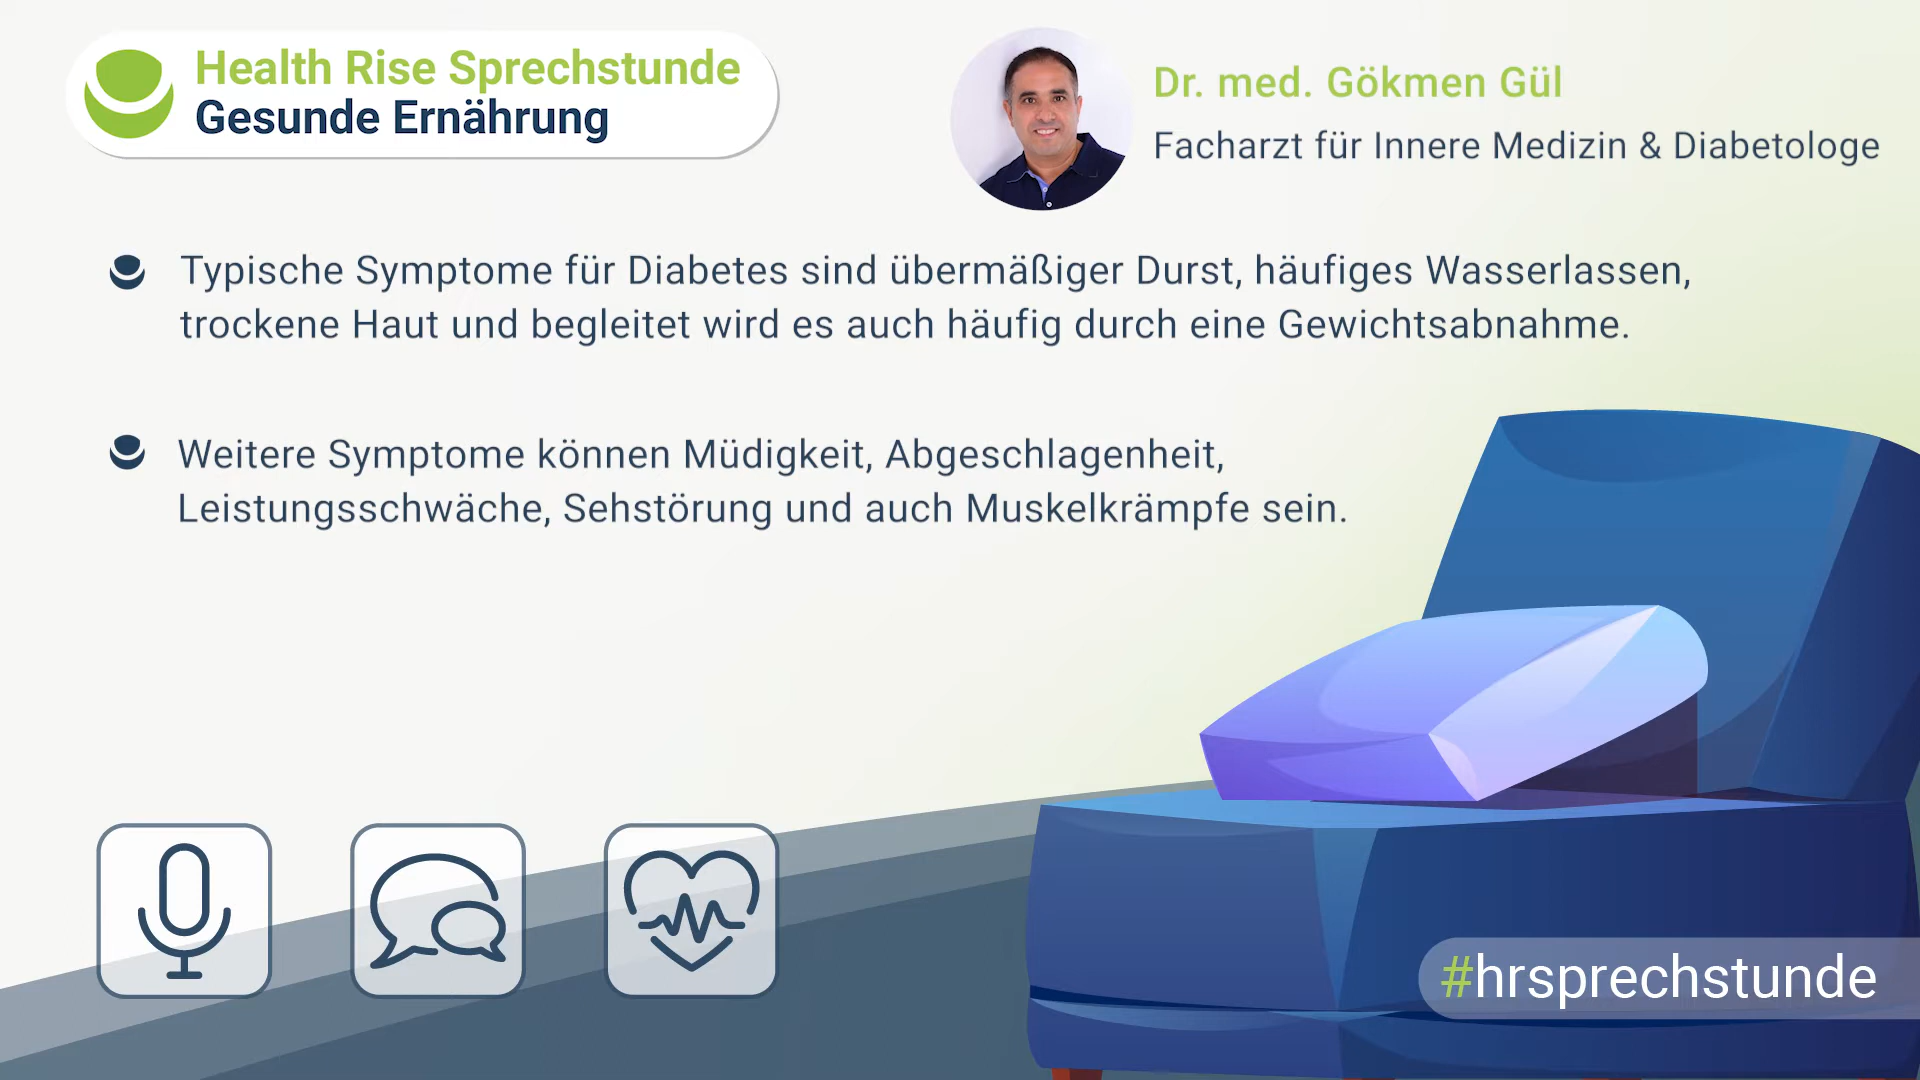 Health Rise Sprechstunde
Gesunde Ernährung
Dr. med. Gökmen Gül
Facharzt für Innere Medizin & Diabetologe
Typische Symptome für Diabetes sind übermäßiger Durst, häufiges Wasserlassen,
trockene Haut und begleitet wird es auch häufig durch eine Gewichtsabnahme.
Weitere Symptome können Müdigkeit, Abgeschlagenheit,
Leistungsschwäche, Sehstörung und auch Muskelkrämpfe sein.
#hrsprechstunde